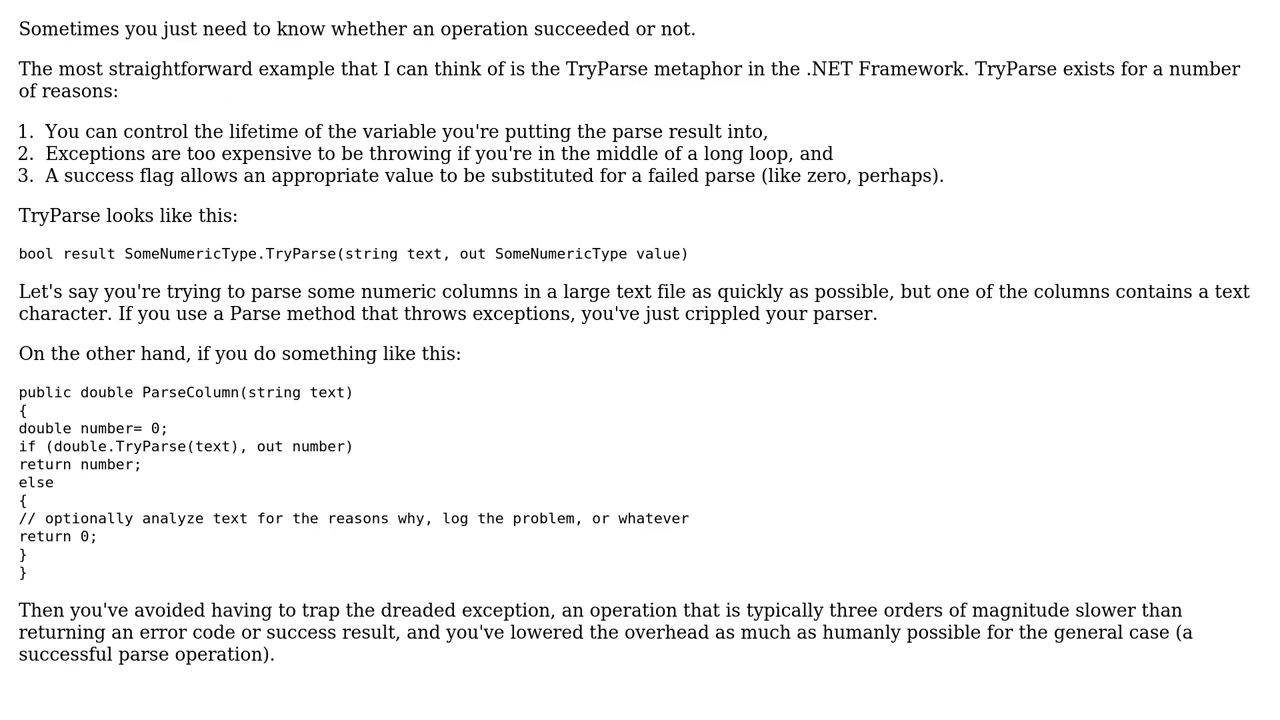 Sometimes you just need to know whether an operation succeeded or not.
The most straightforward example that I can think of is the TryParse metaphor in the .NET Framework. TryParse exists for a number
of reasons:
1. You can control the lifetime of the variable you're putting the parse result into,
2. Exceptions are too expensive to be throwing if you're in the middle of a long loop, and
3. A success flag allows an appropriate value to be substituted for a failed parse (like zero, perhaps).
TryParse looks like this:
bool result SomeNumericType.TryParse(string text, out SomeNumericType value)
Let's say you're trying to parse some numeric columns in a large text file as quickly as possible, but one of the columns contains a text
character. If you use a Parse method that throws exceptions, you've just crippled your parser.
On the other hand, if you do something like this:
public double ParseColumn(string text)
{
double number= 0;
if (double.TryParse(text), out number)
return number;
else
{
// optionally analyze text for the reasons why, log the problem, or whatever
return 0;
}
}
Then you've avoided having to trap the dreaded exception, an operation that is typically three orders of magnitude slower than
returning an error code or success result, and you've lowered the overhead as much as humanly possible for the general case (a
successful parse operation).